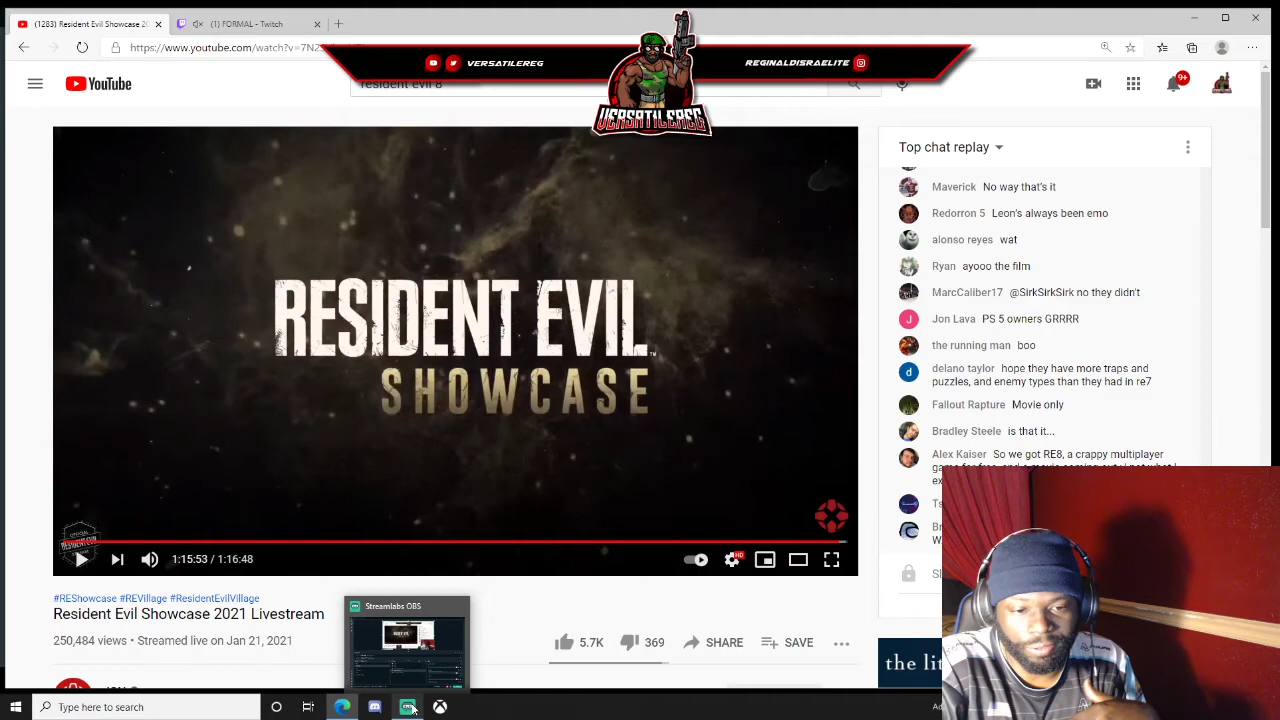 (1283) Resident Evil Showcase 20
(1) FORMAL - Twitch
https://www.youtube.com/watch?v=7N2
VERSATILEREG
REGINALDISRAELITE
VERSATILEREG
YouTube
resident evil 8
9+
RESIDENT EVIL
SHOWCASE
Top chat replay
Maverick No way that's it
Redorron 5 Leon's always been emo
alonso reyes wat
Ryan ayooo the film
MarcCaliber17 @SirkSirkSirk no they didn't
J
Jon Lava PS 5 owners GRRRR
the running man boo
d
delano taylor hope they have more traps and
puzzles, and enemy types than they had in re7
Fallout Rapture Movie only
Bradley Steele is that it...
Alex Kaiser So we got RE8, a crappy multiplayer
1:15:53 / 1:16:48
HD
#REShowcase #REVillage #ResidentEvilVillage
Resident Evil Showcase 2021 Livestream
250,484 views • Streamed live on Jan 21, 2021
5.7K
369
SHARE
SAVE
Streamlabs OBS
the
Type here to search